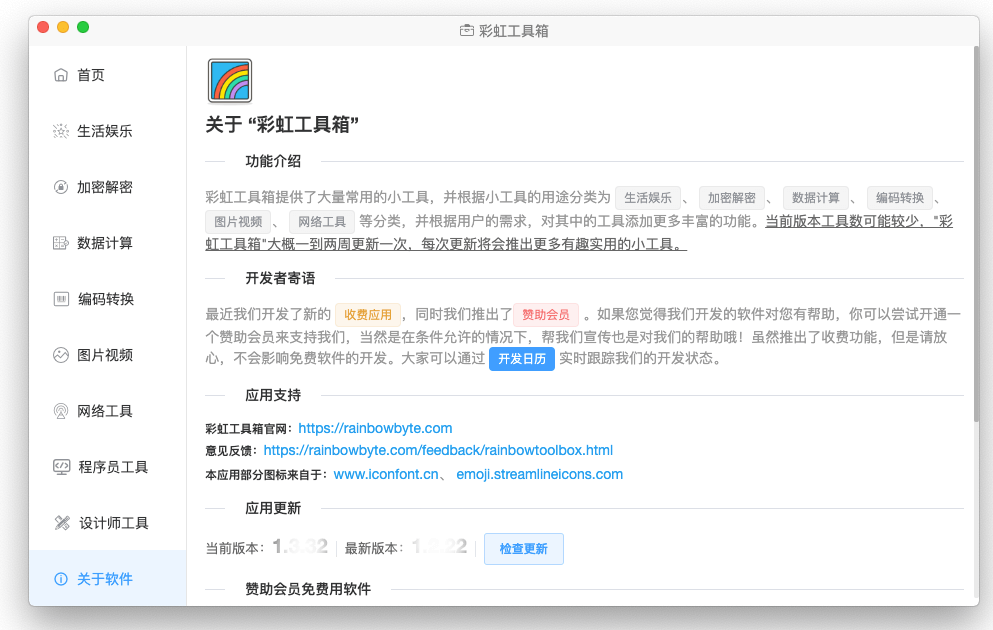 彩虹工具箱
首页
生活娱乐
加密解密
数据计算
编码转换
图片视频
网络工具
程序员工具
设计师工具
关于软件
关于 “彩虹工具箱”
功能介绍
彩虹工具箱提供了大量常用的小工具，并根据小工具的用途分类为 生活娱乐 、 加密解密 、 数据计算 、 编码转换 、
图片视频 、 网络工具 等分类，并根据用户的需求，对其中的工具添加更多丰富的功能。当前版本工具数可能较少，"彩
虹工具箱"大概一到两周更新一次，每次更新将会推出更多有趣实用的小工具。
开发者寄语
最近我们开发了新的 收费应用 ，同时我们推出了 赞助会员 。如果您觉得我们开发的软件对您有帮助，你可以尝试开通一
个赞助会员来支持我们，当然是在条件允许的情况下，帮我们宣传也是对我们的帮助哦！虽然推出了收费功能，但是请放
心，不会影响免费软件的开发。大家可以通过 开发日历 实时跟踪我们的开发状态。
应用支持
彩虹工具箱官网： https://rainbowbyte.com
意见反馈： https://rainbowbyte.com/feedback/rainbowtoolbox.html
本应用部分图标来自于： www.iconfont.cn、 emoji.streamlineicons.com
应用更新
当前版本： 1.3.32 最新版本： 1.2.22 检查更新
赞助会员免费用软件